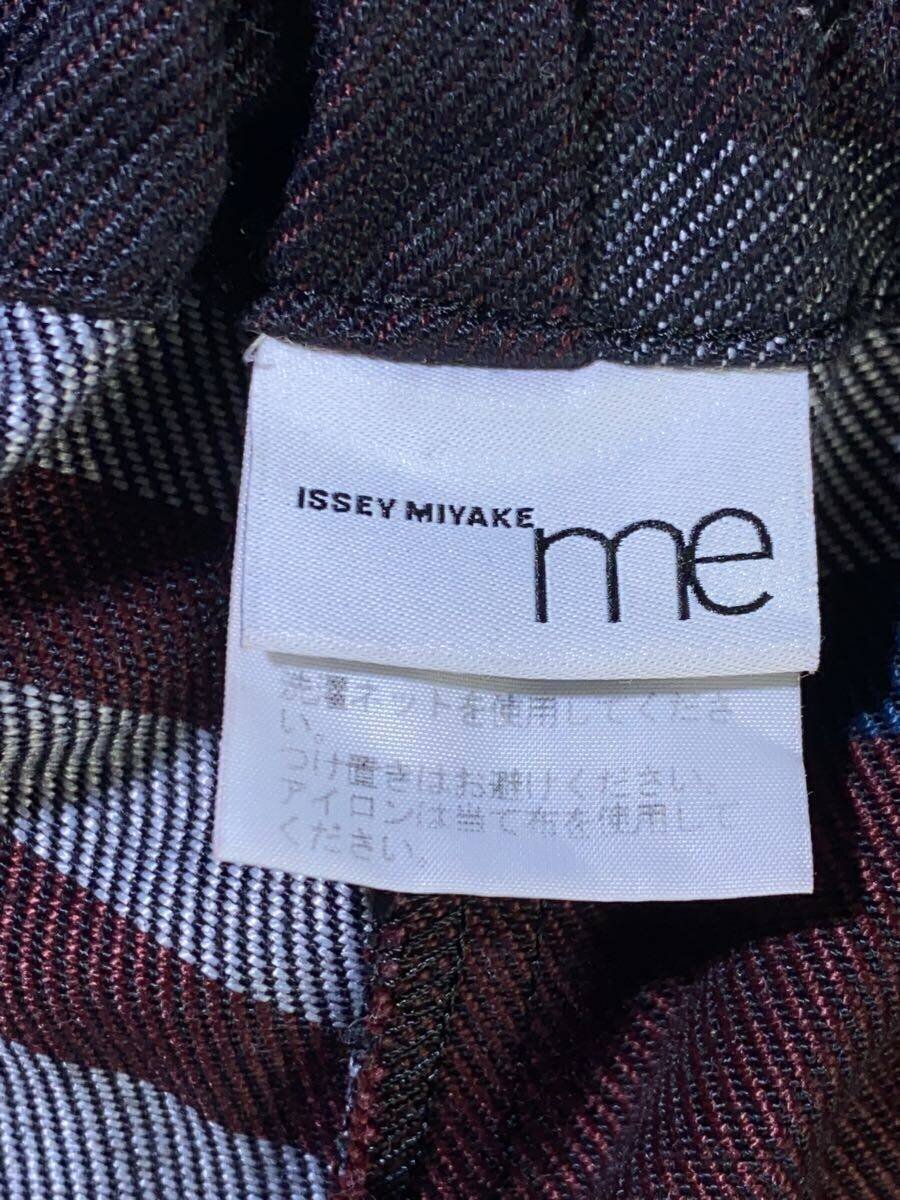 ISSEY MIYAKE
me
洗濯ネットを使用してくださ
い。
つけ置きはお避けください。
アイロンは当て布を使用して
ください。